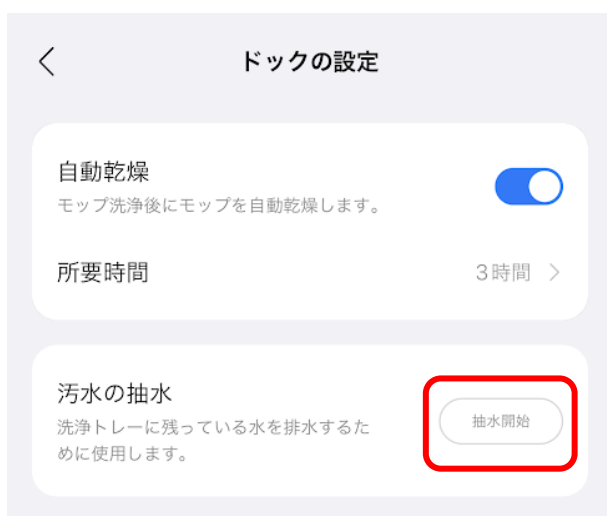 ドックの設定
自動乾燥
モップ洗浄後にモップを自動乾燥します。
所要時間
3時間
汚水の抽水
洗浄トレーに残っている水を排水するた
めに使用します。
抽水開始